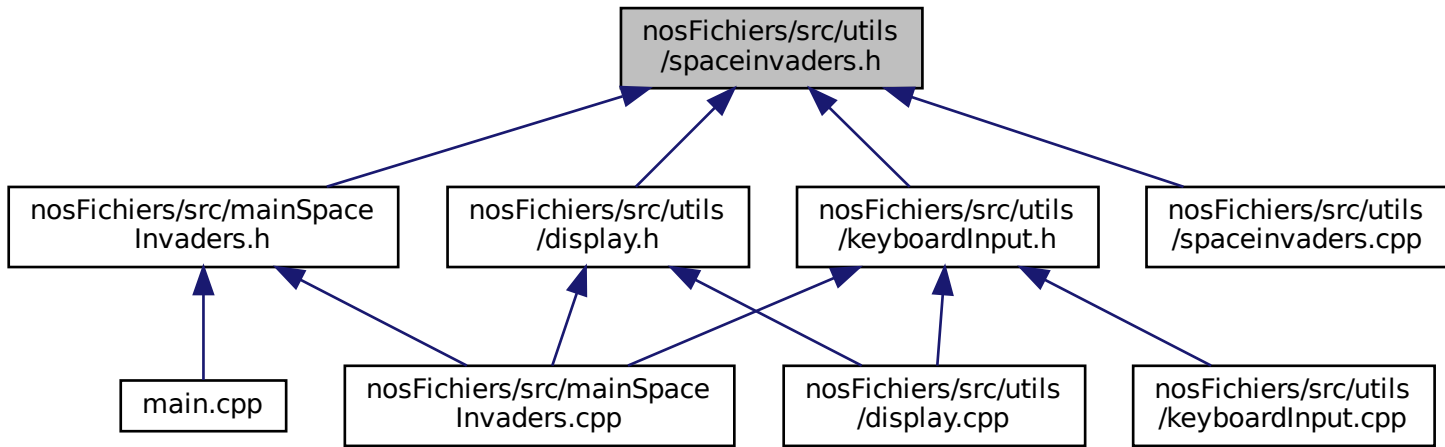 nosFichiers/src/utils
/spaceinvaders.h
nosFichiers/src/mainSpace
Invaders.h
nosFichiers/src/utils
/display.h
nosFichiers/src/utils
/keyboardInput.h
nosFichiers/src/utils
/spaceinvaders.cpp
main.cpp
nosFichiers/src/mainSpace
Invaders.cpp
nosFichiers/src/utils
/display.cpp
nosFichiers/src/utils
/keyboardInput.cpp